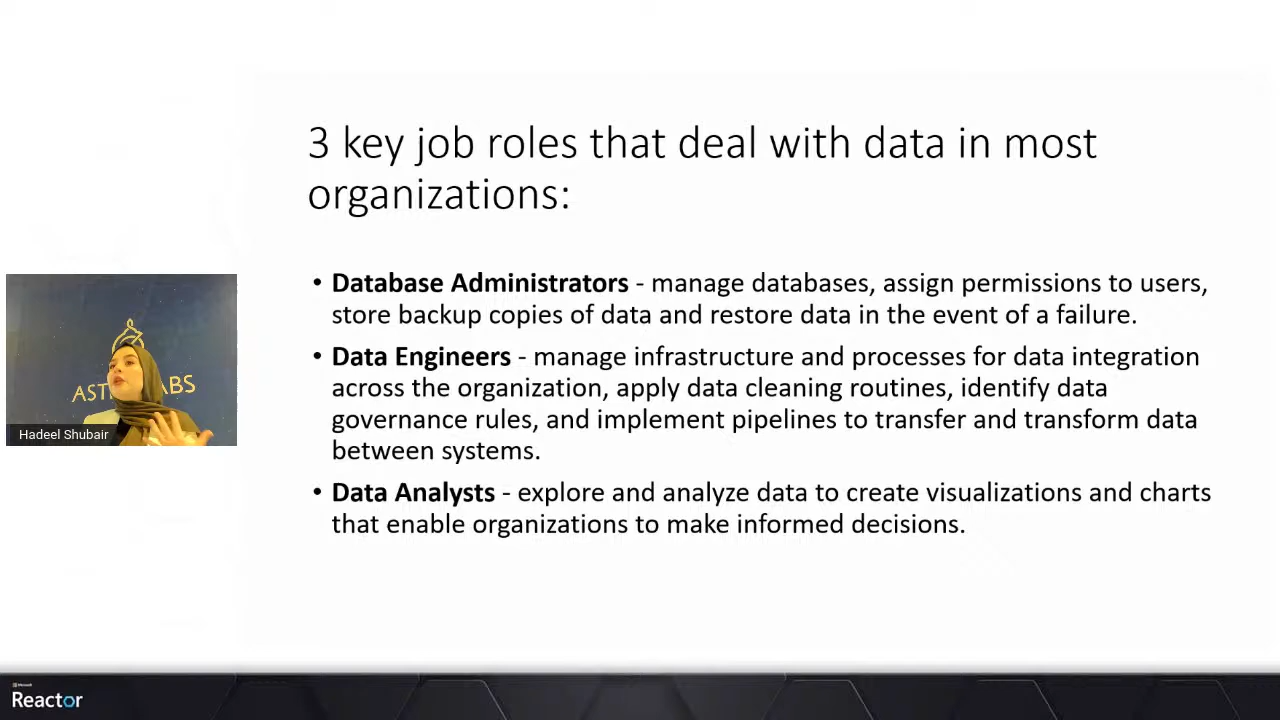 3 key job roles that deal with data in most
organizations:
• Database Administrators - manage databases, assign permissions to users,
store backup copies of data and restore data in the event of a failure.
• Data Engineers - manage infrastructure and processes for data integration
across the organization, apply data cleaning routines, identify data
governance rules, and implement pipelines to transfer and transform data
between systems.
• Data Analysts - explore and analyze data to create visualizations and charts
that enable organizations to make informed decisions.
Hadeel Shubair
Microsoft
Reactor